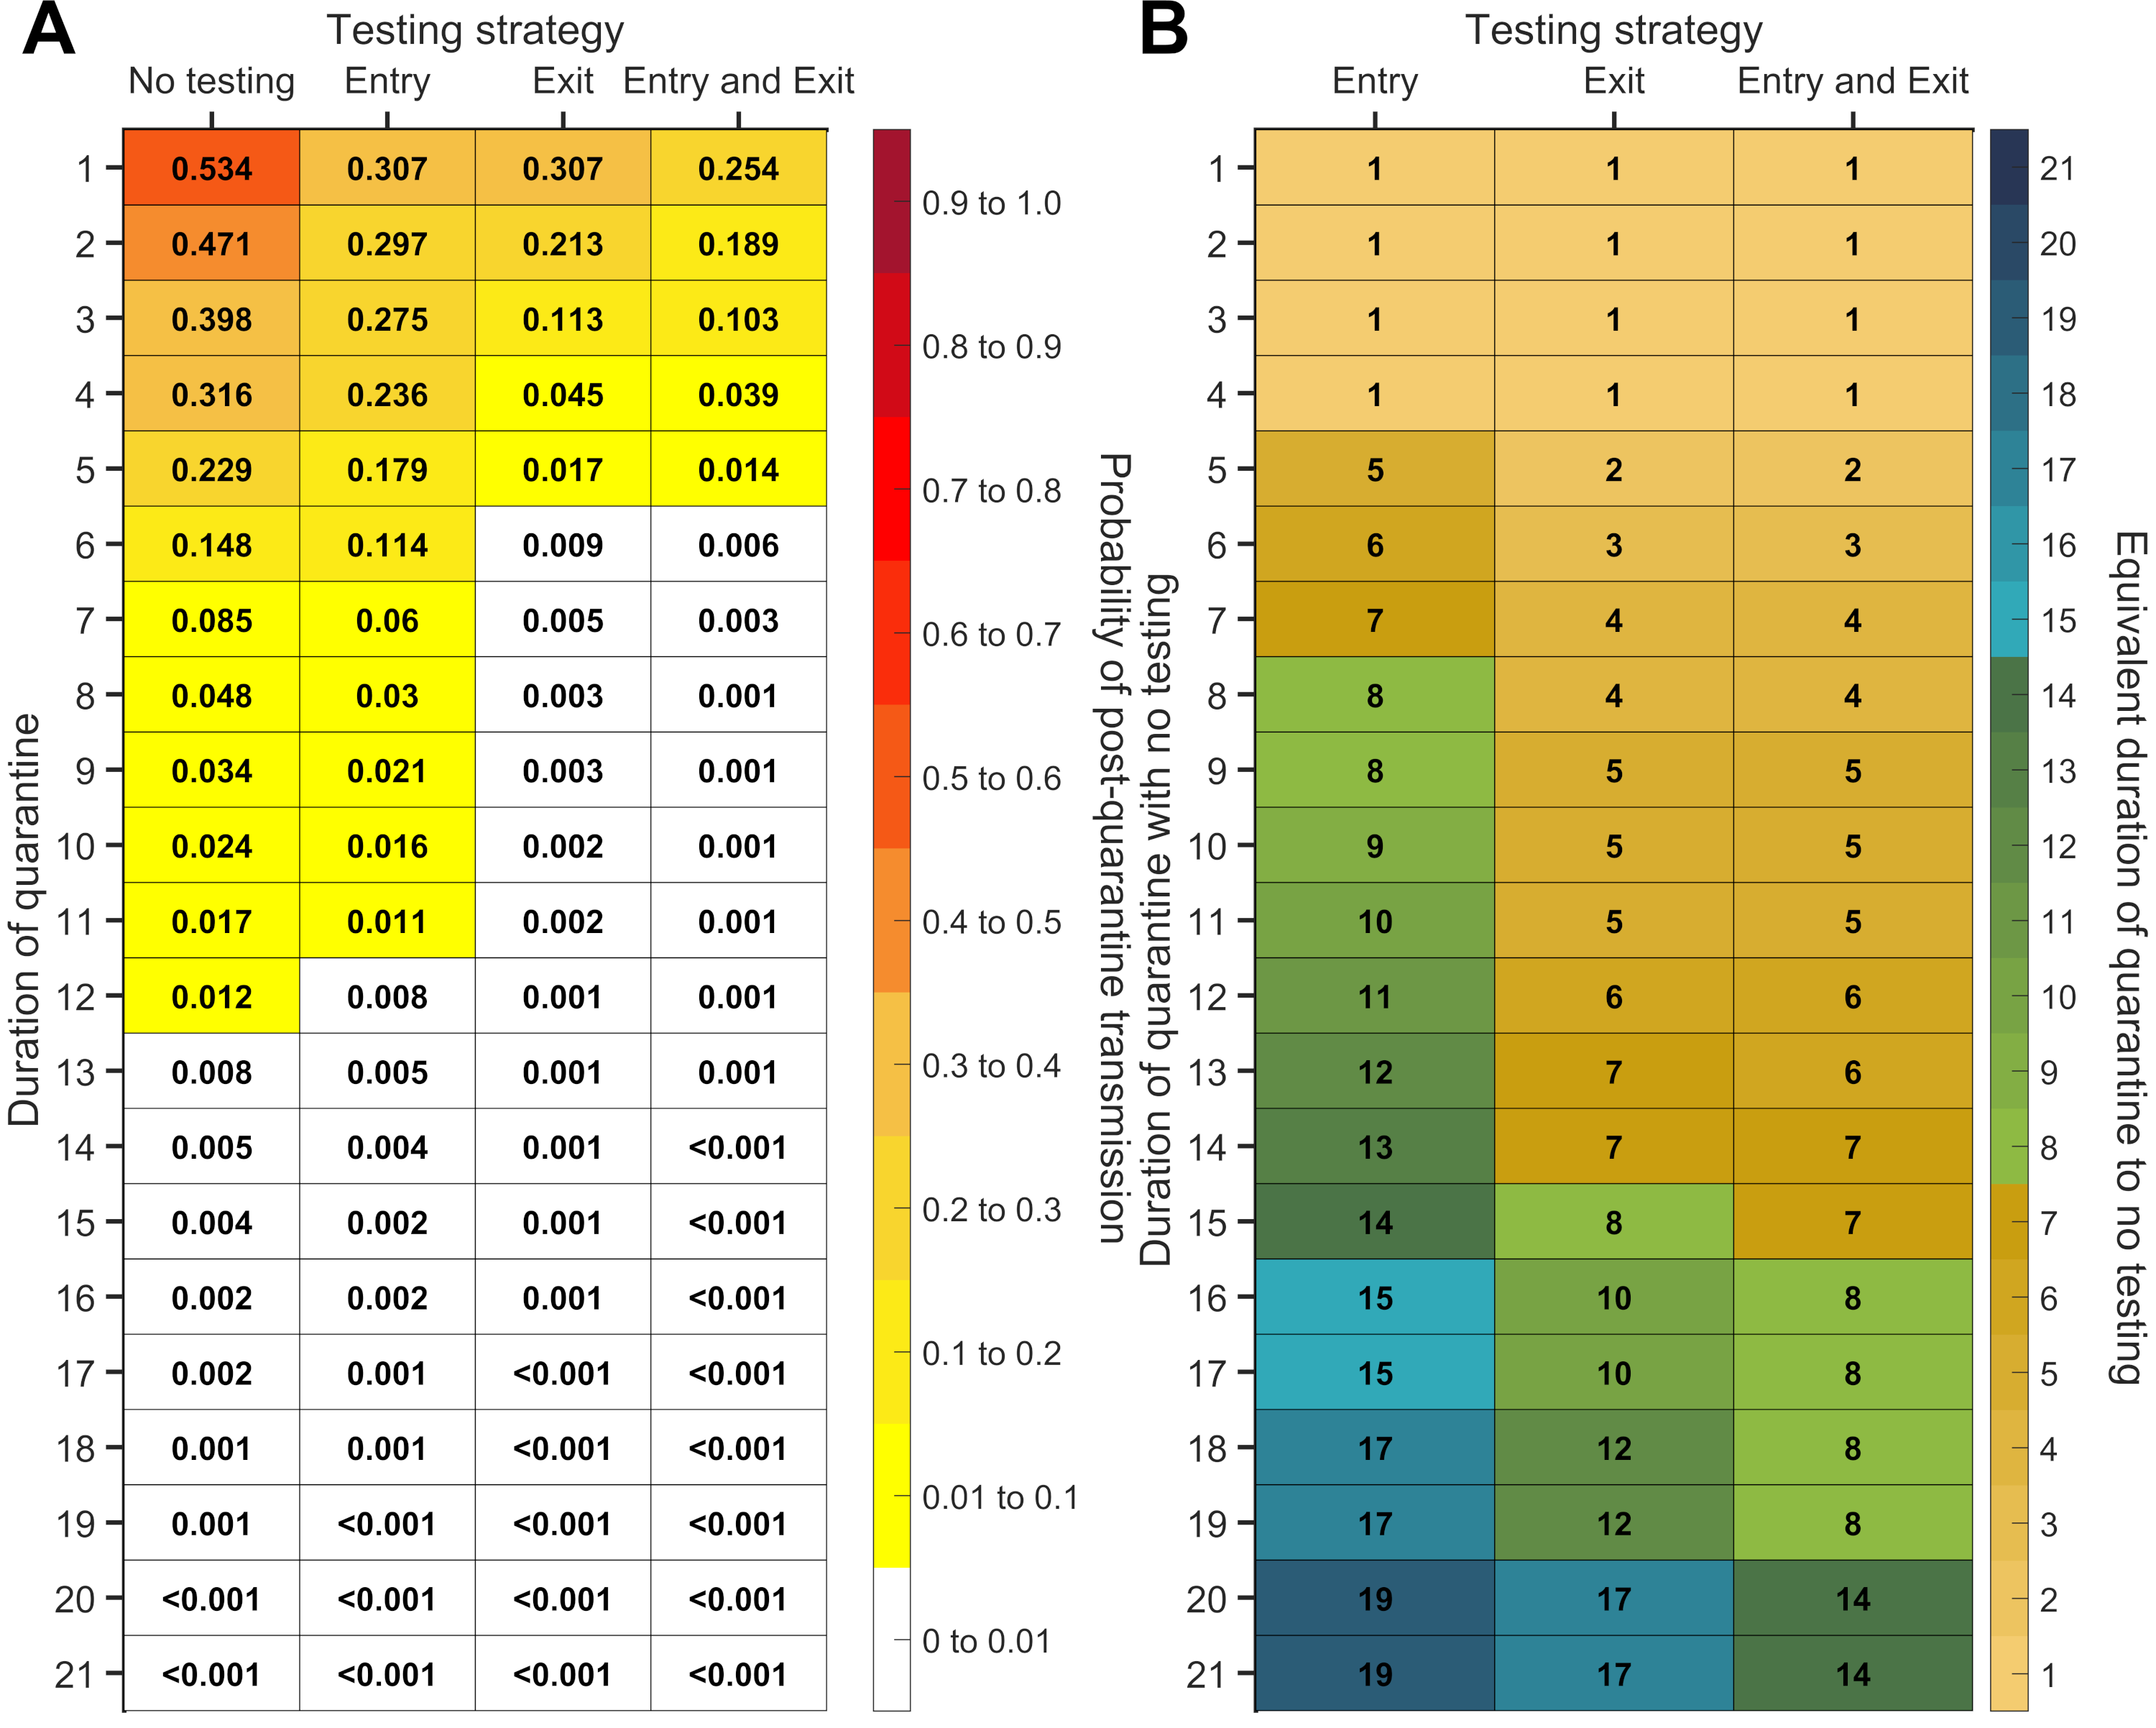 A
Testing strategy
No testing Entry Exit Entry and Exit
Duration of quarantine
1 0.534 0.307 0.307 0.254
2 0.471 0.297 0.213 0.189
3 0.398 0.275 0.113 0.103
4 0.316 0.236 0.045 0.039
5 0.229 0.179 0.017 0.014
6 0.148 0.114 0.009 0.006
7 0.085 0.06 0.005 0.003
8 0.048 0.03 0.003 0.001
9 0.034 0.021 0.003 0.001
10 0.024 0.016 0.002 0.001
11 0.017 0.011 0.002 0.001
12 0.012 0.008 0.001 0.001
13 0.008 0.005 0.001 0.001
14 0.005 0.004 0.001 <0.001
15 0.004 0.002 0.001 <0.001
16 0.002 0.002 0.001 <0.001
17 0.002 0.001 <0.001 <0.001
18 0.001 0.001 <0.001 <0.001
19 0.001 <0.001 <0.001 <0.001
20 <0.001 <0.001 <0.001 <0.001
21 <0.001 <0.001 <0.001 <0.001
0.9 to 1.0
0.8 to 0.9
0.7 to 0.8
0.6 to 0.7
0.5 to 0.6
0.4 to 0.5
0.3 to 0.4
0.2 to 0.3
0.1 to 0.2
0.01 to 0.1
0 to 0.01
Probability of post-quarantine transmission
B
Testing strategy
Entry Exit Entry and Exit
Duration of quarantine with no testing
1 1 1 1
2 1 1 1
3 1 1 1
4 1 1 1
5 5 2 2
6 6 3 3
7 7 4 4
8 8 4 4
9 8 5 5
10 9 5 5
11 10 5 5
12 11 6 6
13 12 7 6
14 13 7 7
15 14 8 7
16 15 10 8
17 15 10 8
18 17 12 8
19 17 12 8
20 19 17 14
21 19 17 14
21
20
19
18
17
16
15
14
13
12
11
10
9
8
7
6
5
4
3
2
1
Equivalent duration of quarantine to no testing